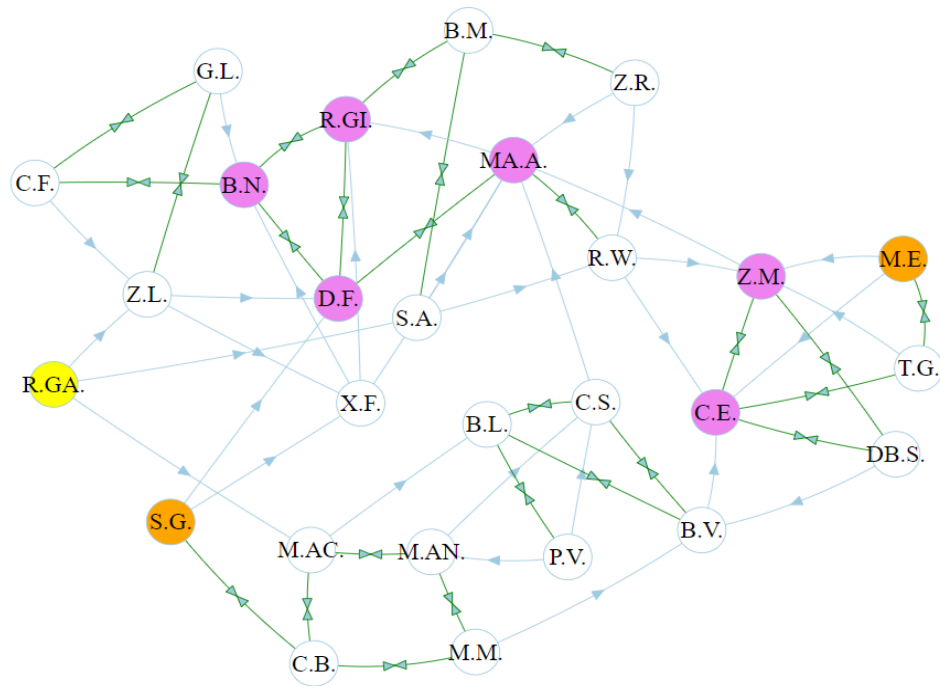 B.M.
G.L.
Z.R.
R.GI.
MA.A.
C.F.
B.N.
R.W.
M.E.
Z.M.
Z.L.
D.F.
S.A.
T.G.
R.GA.
X.F.
C.S.
C.E.
B.L.
DB.S.
S.G.
B.V.
M.AC.
M.AN.
P.V.
M.M.
C.B.